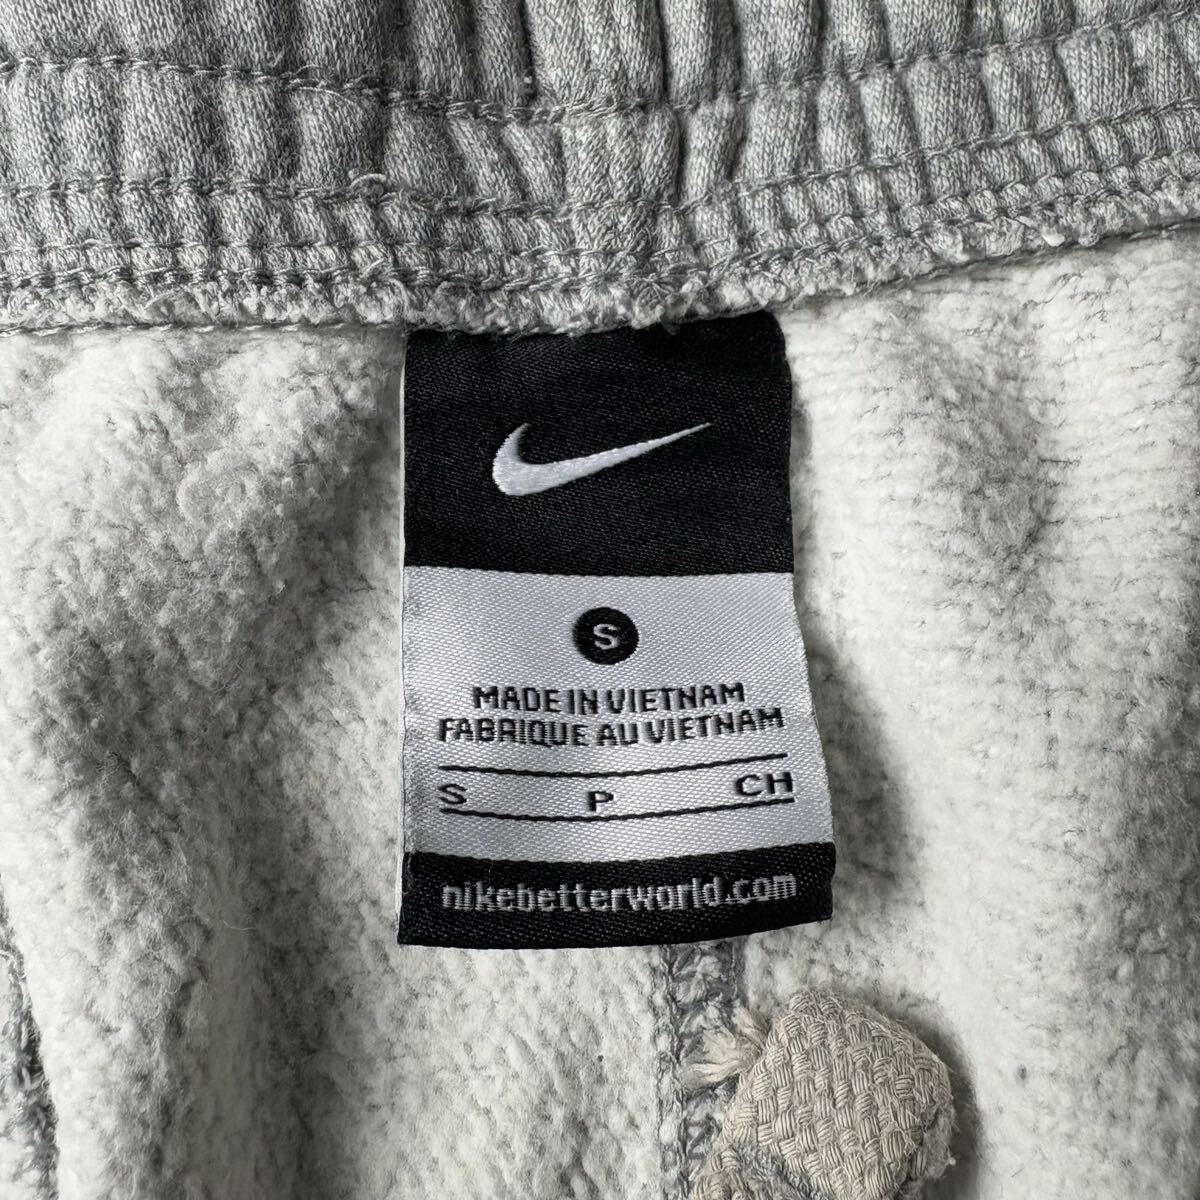 S
MADE IN VIETNAM
FABRIQUE AU VIETNAM
S P CH
nikebetterworld.com